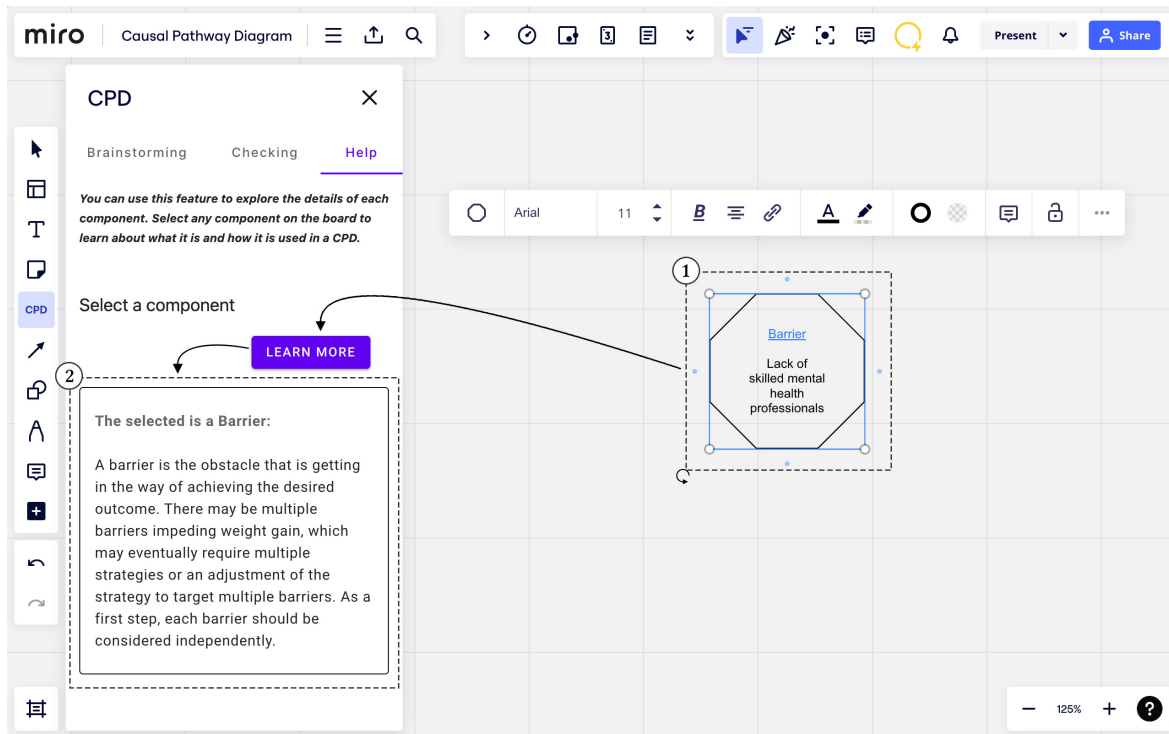 miro
Causal Pathway Diagram
3
Present
Share
CPD
Brainstorming
Checking
Help
You can use this feature to explore the details of each
component. Select any component on the board to
learn about what it is and how it is used in a CPD.
Select a component
LEARN MORE
2
The selected is a Barrier:
A barrier is the obstacle that is getting
in the way of achieving the desired
outcome. There may be multiple
barriers impeding weight gain, which
may eventually require multiple
strategies or an adjustment of the
strategy to target multiple barriers. As a
first step, each barrier should be
considered independently.
T
CPD
Arial
11
B
A
1
Barrier
Lack of
skilled mental
health
professionals
125%
?